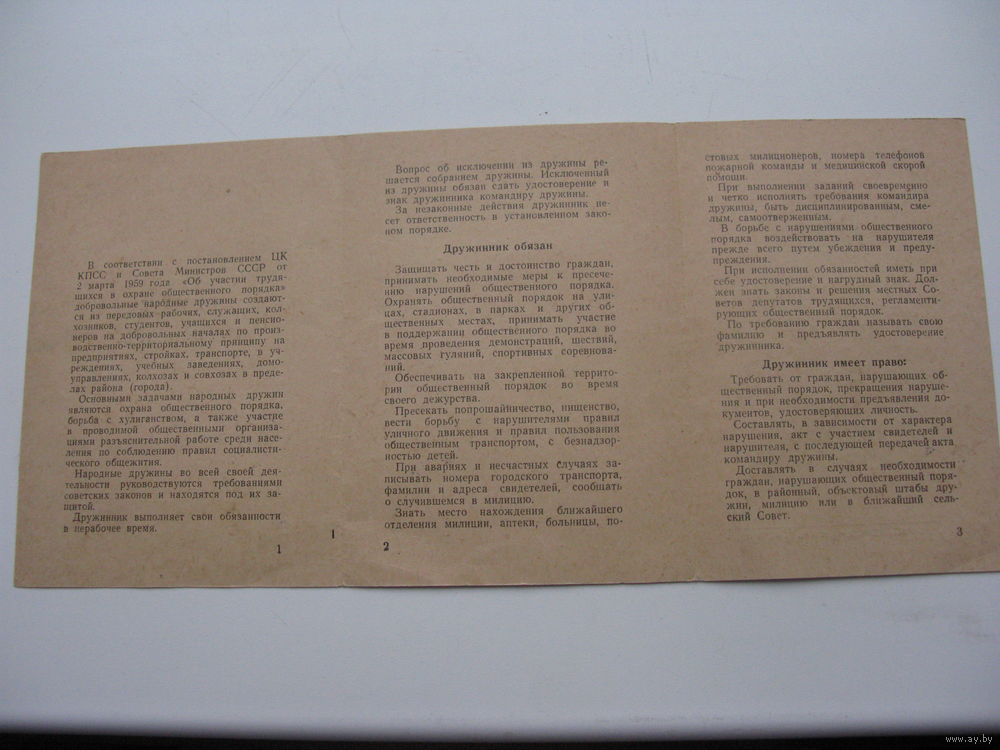 В соответствии с постановлением ЦК
КПСС и Совета Министров СССР от
2 марта 1959 года «Об участии трудя-
щихся в охране общественного порядка»
добровольные народные дружины создают-
ся из передовых рабочих, служащих, кол-
хозников, студентов, учащихся и пенсио-
неров на добровольных началах по произ-
водственно-территориальному принципу на
предприятиях, стройках, транспорте, в уч-
реждениях, учебных заведениях, домо-
управлениях, колхозах и совхозах в преде-
лах района (города).
Основными задачами народных дружин
являются охрана общественного порядка,
борьба с хулиганством, а также участие
в проводимой общественными организа-
циями разъяснительной работе среди насе-
ления по соблюдению правил социалисти-
ческого общежития.
Народные дружины во всей своей дея-
тельности руководствуются требованиями
советских законов и находятся под их за-
щитой.
Дружинник выполняет свои обязанности
в нерабочее время.
1
1
Вопрос об исключении из дружины ре-
шается собранием дружины. Исключенный
из дружины обязан сдать удостоверение и
знак дружинника командиру дружины.
За незаконные действия дружинник не-
сет ответственность в установленном зако-
ном порядке.
Дружинник обязан
Защищать честь и достоинство граждан,
принимать необходимые меры к пресече-
нию нарушений общественного порядка.
Охранять общественный порядок на ули-
цах, стадионах, в парках и других об-
щественных местах, принимать участие
в поддержании общественного порядка во
время проведения демонстраций, шествий,
массовых гуляний, спортивных соревнова-
ний.
Обеспечивать на закрепленной террито-
рии общественный порядок во время
своего дежурства.
Пресекать попрошайничество, нищенство,
вести борьбу с нарушителями правил
уличного движения и правил пользования
общественным транспортом, с безнадзор-
ностью детей.
При авариях и несчастных случаях за-
писывать номера городского транспорта,
фамилии и адреса свидетелей, сообщать
о случившемся в милицию.
Знать место нахождения ближайшего
отделения милиции, аптеки, больницы, по-
2
стовых милиционеров, номера телефонов
пожарной команды и медицинской скорой
помощи.
При выполнении заданий своевременно
и четко исполнять требования командира
дружины, быть дисциплинированным, сме-
лым, самоотверженным.
В борьбе с нарушениями общественного
порядка воздействовать на нарушителя
прежде всего путем убеждения и преду-
преждения.
При исполнении обязанностей иметь при
себе удостоверение и нагрудный знак. Дол-
жен знать законы и решения местных Со-
ветов депутатов трудящихся, регламенти-
рующих общественный порядок.
По требованию граждан называть свою
фамилию и предъявлять удостоверение
дружинника.
Дружинник имеет право:
Требовать от граждан, нарушающих об-
щественный порядок, прекращения наруше-
ния и при необходимости предъявления до-
кументов, удостоверяющих личность.
Составлять, в зависимости от характера
нарушения, акт с участием свидетелей и
нарушителя, с последующей передачей акта
командиру дружины.
Доставлять в случаях необходимости
граждан, нарушающих общественный поря-
док, в районный, объектовый штабы дру-
жин, милицию или в ближайший сель-
ский Совет.
3
www.ay.by